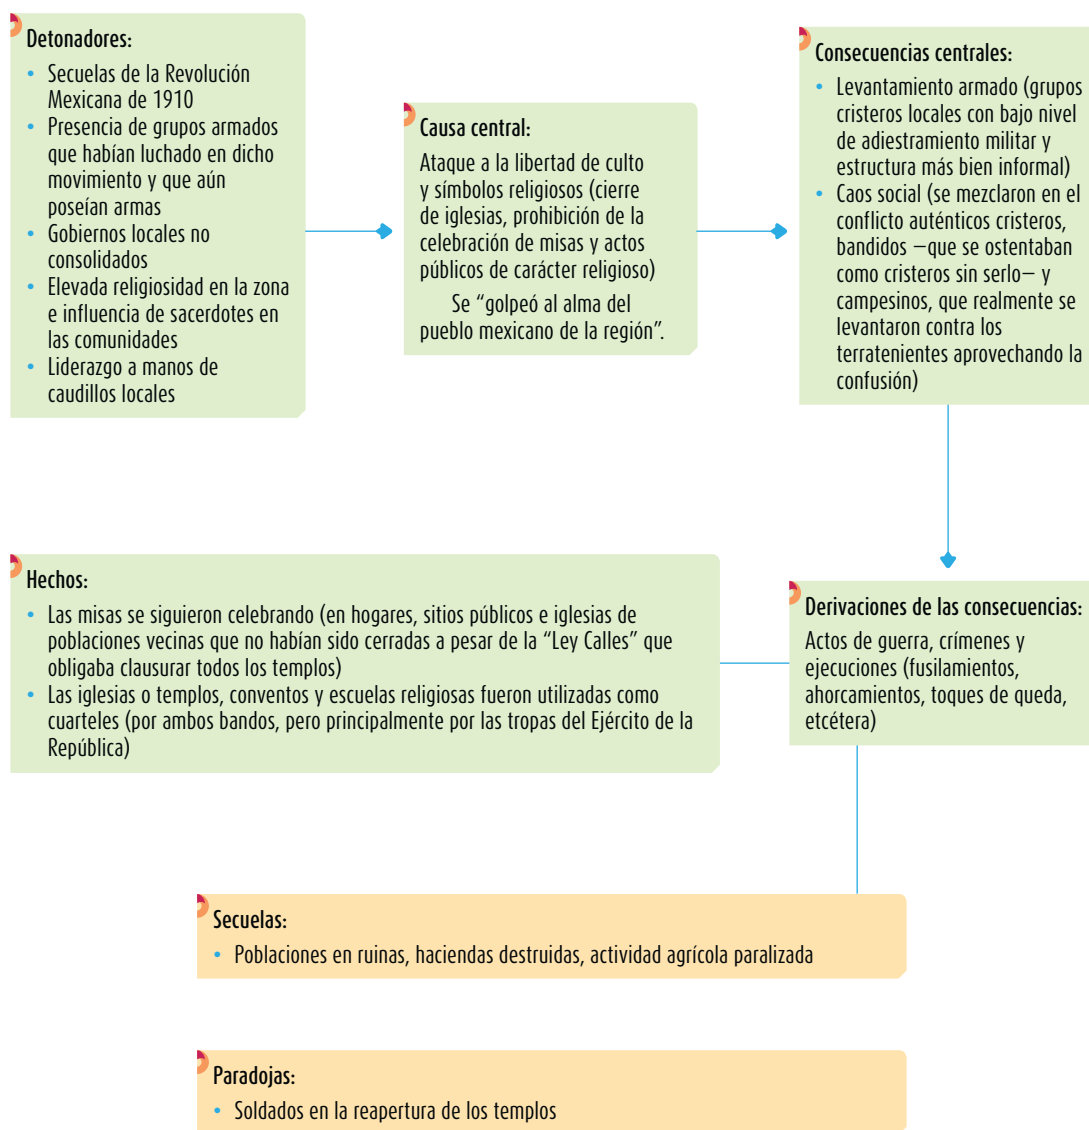 Detonadores:
• Secuelas de la Revolución
Mexicana de 1910
• Presencia de grupos armados
que habían luchado en dicho
movimiento y que aún
poseían armas
• Gobiernos locales no
consolidados
• Elevada religiosidad en la zona
e influencia de sacerdotes en
las comunidades
• Liderazgo a manos de
caudillos locales
Causa central:
Ataque a la libertad de culto
y símbolos religiosos (cierre
de iglesias, prohibición de la
celebración de misas y actos
públicos de carácter religioso)
Se “golpeó al alma del
pueblo mexicano de la región”.
Consecuencias centrales:
• Levantamiento armado (grupos
cristeros locales con bajo nivel
de adiestramiento militar y
estructura más bien informal)
• Caos social (se mezclaron en el
conflicto auténticos cristeros,
bandidos —que se ostentaban
como cristeros sin serlo— y
campesinos, que realmente se
levantaron contra los
terratenientes aprovechando la
confusión)
Hechos:
• Las misas se siguieron celebrando (en hogares, sitios públicos e iglesias de
poblaciones vecinas que no habían sido cerradas a pesar de la “Ley Calles” que
obligaba clausurar todos los templos)
• Las iglesias o templos, conventos y escuelas religiosas fueron utilizadas como
cuarteles (por ambos bandos, pero principalmente por las tropas del Ejército de la
República)
Derivaciones de las consecuencias:
Actos de guerra, crímenes y
ejecuciones (fusilamientos,
ahorcamientos, toques de queda,
etcétera)
Secuelas:
• Poblaciones en ruinas, haciendas destruidas, actividad agrícola paralizada
Paradojas:
• Soldados en la reapertura de los templos